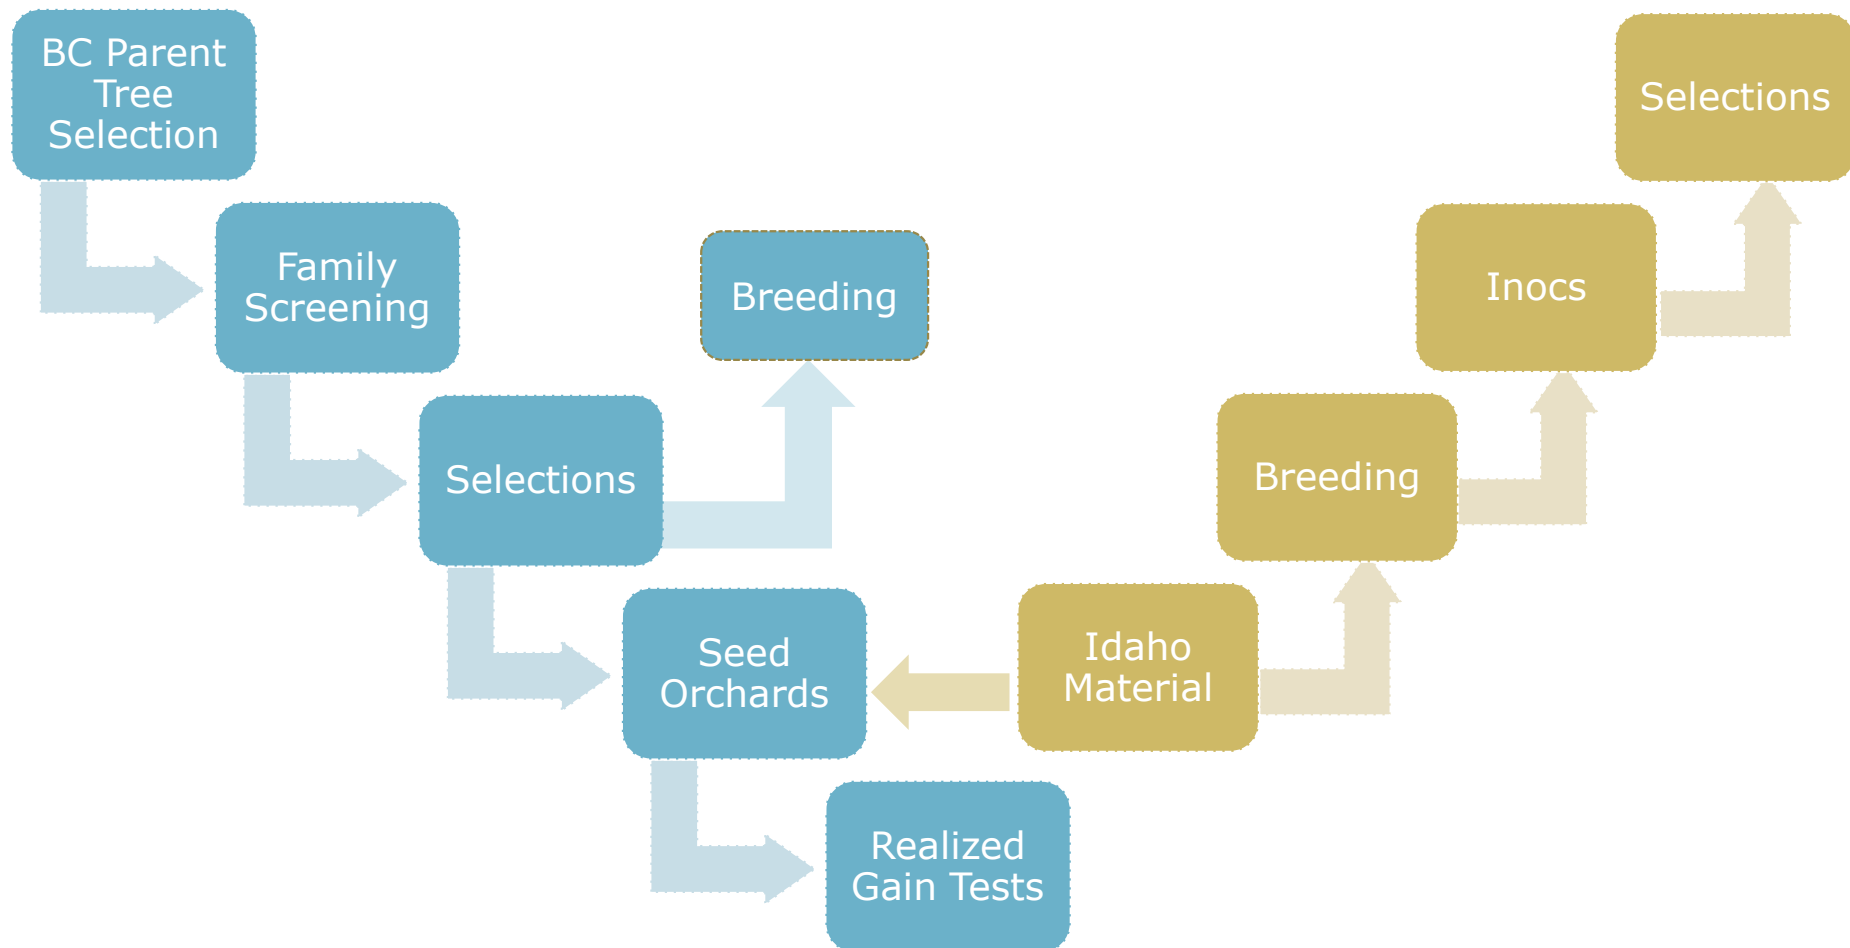 BC Parent
Tree
Selection
Family
Screening
Selections
Breeding
Seed
Orchards
Realized
Gain Tests
Idaho
Material
Breeding
Inocs
Selections